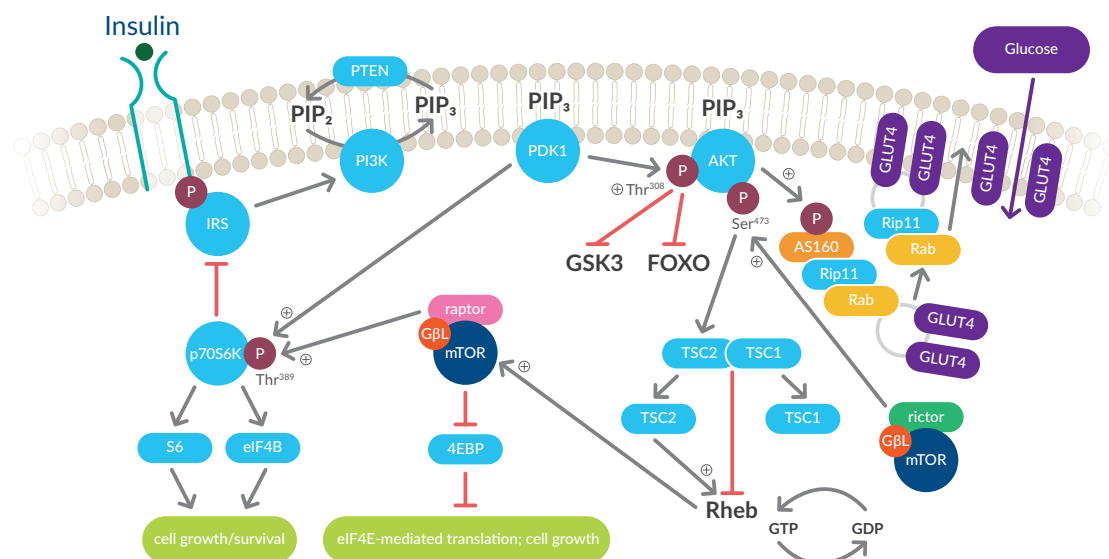 Insulin
Glucose
PTEN
PIP₂
PIP₃
PIP₃
PIP₃
PI3K
PDK1
AKT
P
⊕ Thr³⁰⁸
P
Ser⁴⁷³
⊕
P
IRS
GSK3
FOXO
P
AS160
Rip11
Rab
GLUT4
GLUT4
GLUT4
GLUT4
Rip11
Rab
GLUT4
GLUT4
⊕
⊕
p70S6K
P
Thr³⁸⁹
⊕
raptor
GβL
mTOR
⊕
TSC2
TSC1
TSC2
TSC1
rictor
GβL
mTOR
S6
eIF4B
4EBP
⊕
Rheb
GTP
GDP
cell growth/survival
eIF4E-mediated translation; cell growth